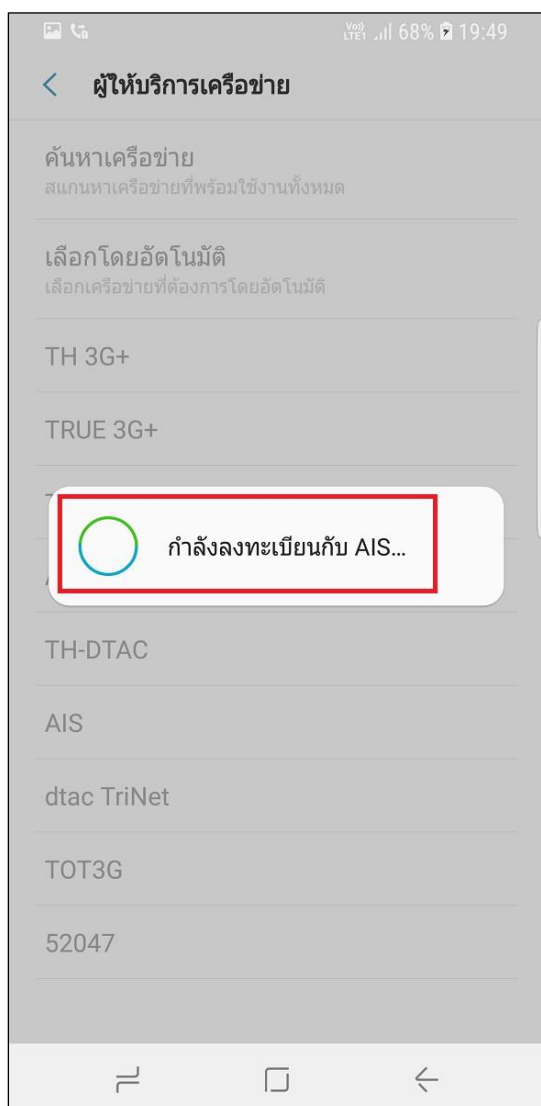 Vo)) LTE1 68% 19:49
ผู้ให้บริการเครือข่าย
ค้นหาเครือข่าย
สแกนหาเครือข่ายที่พร้อมใช้งานทั้งหมด
เลือกโดยอัตโนมัติ
เลือกเครือข่ายที่ต้องการโดยอัตโนมัติ
TH 3G+
TRUE 3G+
กำลังลงทะเบียนกับ AIS...
TH-DTAC
AIS
dtac TriNet
TOT3G
52047